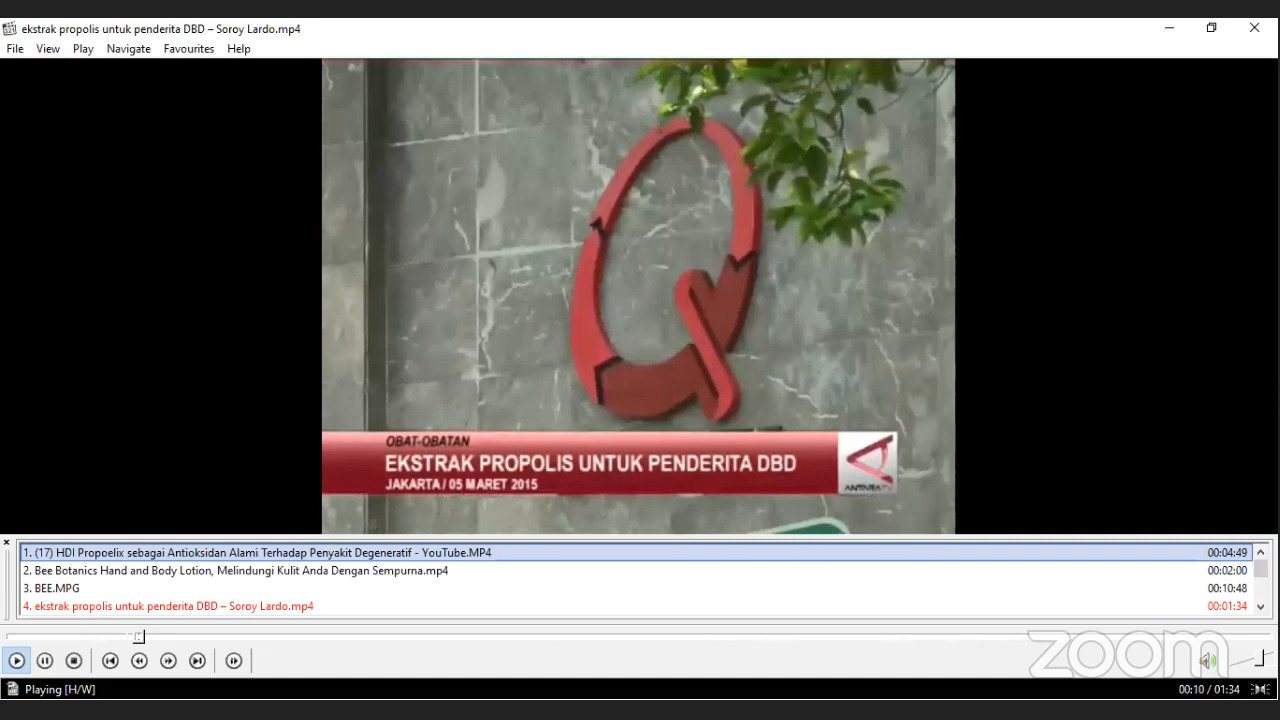 ekstrak propolis untuk penderita DBD – Soroy Lardo.mp4
File View Play Navigate Favourites Help
Q
OBAT-OBATAN
EKSTRAK PROPOLIS UNTUK PENDERITA DBD
JAKARTA / 05 MARET 2015
ANTARA TV
1. (17) HDI Propoelix sebagai Antioksidan Alami Terhadap Penyakit Degeneratif - YouTube.MP4 00:04:49
2. Bee Botanics Hand and Body Lotion, Melindungi Kulit Anda Dengan Sempurna.mp4 00:02:00
3. BEE.MPG 00:10:48
4. ekstrak propolis untuk penderita DBD – Soroy Lardo.mp4 00:01:34
zoom
Playing [H/W] 00:10 / 01:34